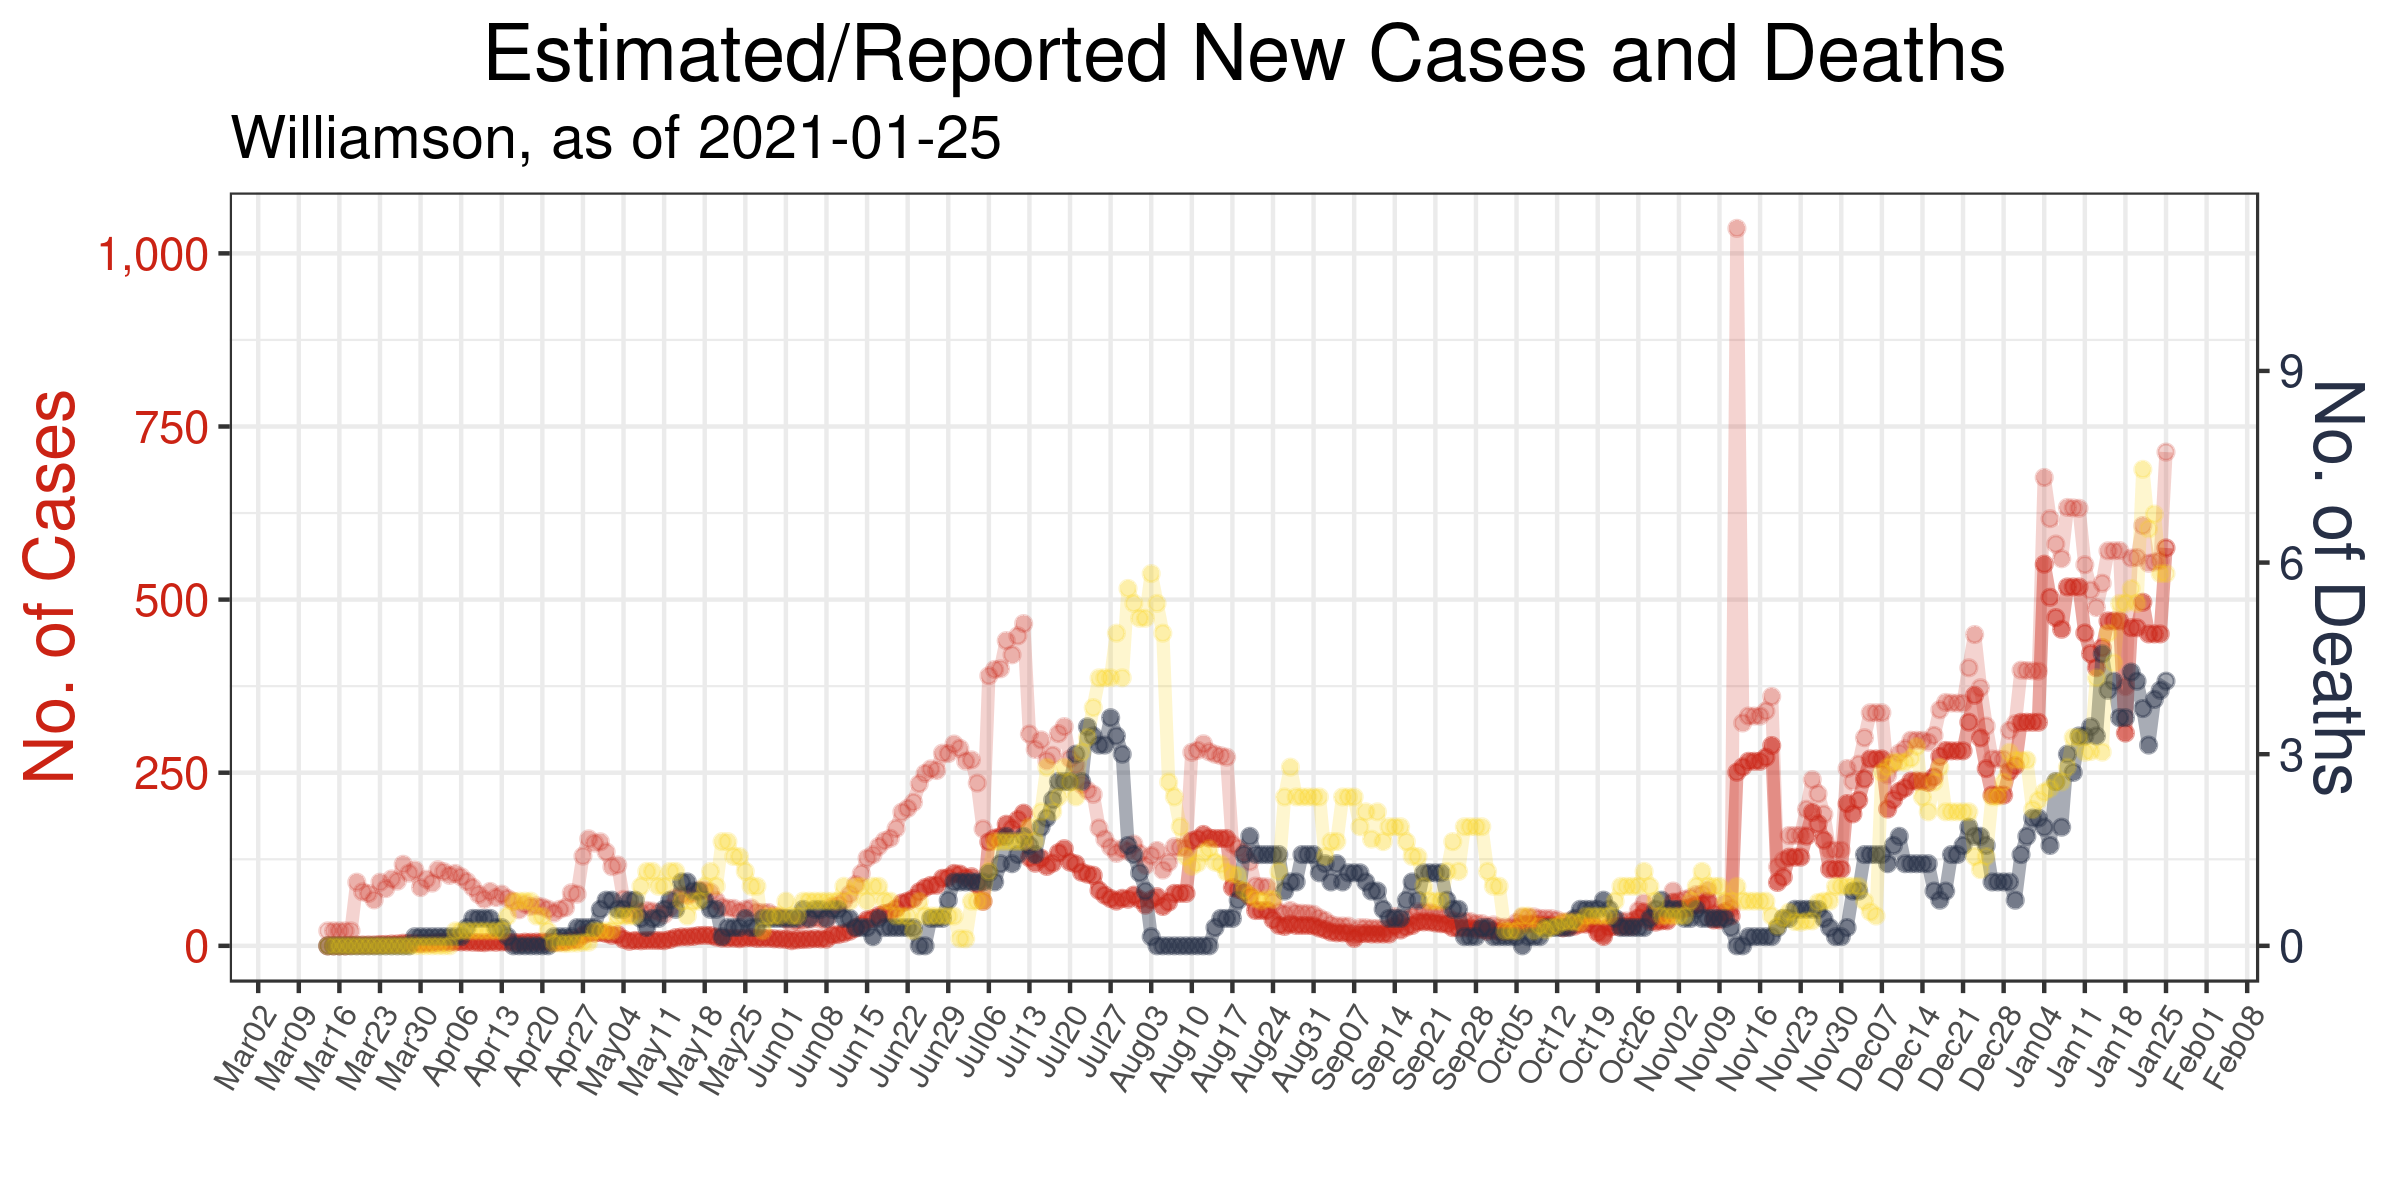 Estimated/Reported New Cases and Deaths
Williamson, as of 2021-01-25
No. of Cases
1,000
750
500
250
0
9
6
3
0
No. of Deaths
Mar02 Mar09 Mar16 Mar23 Mar30 Apr06 Apr13 Apr20 Apr27 May04 May11 May18 May25 Jun01 Jun08 Jun15 Jun22 Jun29 Jul06 Jul13 Jul20 Jul27 Aug03 Aug10 Aug17 Aug24 Aug31 Sep07 Sep14 Sep21 Sep28 Oct05 Oct12 Oct19 Oct26 Nov02 Nov09 Nov16 Nov23 Nov30 Dec07 Dec14 Dec21 Dec28 Jan04 Jan11 Jan18 Jan25 Feb01 Feb08